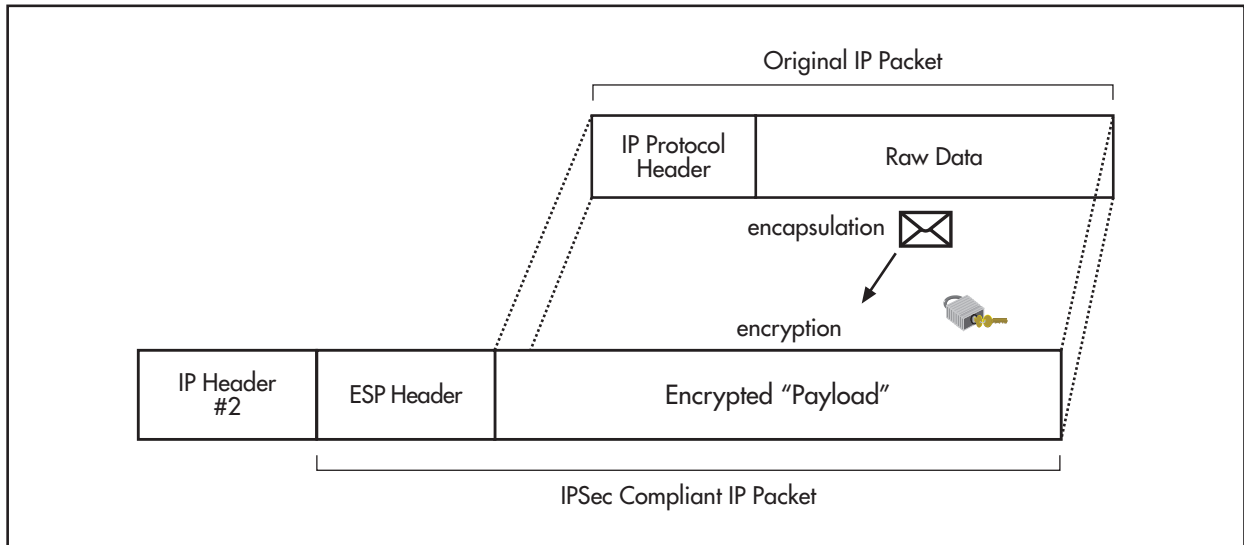 Original IP Packet
IP Protocol
Header
Raw Data
encapsulation
encryption
IP Header
#2
ESP Header
Encrypted “Payload”
IPSec Compliant IP Packet